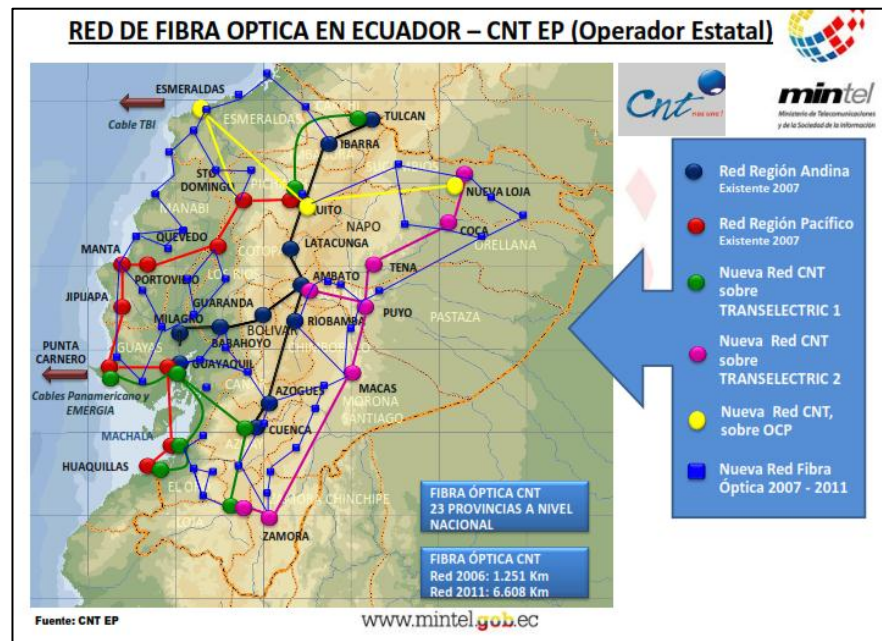 RED DE FIBRA OPTICA EN ECUADOR – CNT EP (Operador Estatal)
Cnt
mintel
Ministerio de Telecomunicaciones
y de la Sociedad de la Información
ESMERALDAS
Cable TBI
ESMERALDAS
CARCHI
TULCAN
IBARRA
STO
DOMINGO
QUITO
NUEVA LOJA
MANABI
NAPO
COCA
ORELLANA
QUEVEDO
COTOPA
LATACUNGA
MANTA
PORTOVIEJO
LOS RIOS
TENA
AMBATO
JIPIJAPA
GUARANDA
MILAGRO
BOLIVAR
RIOBAMBA
PUYO
PASTAZA
PUNTA
CARNERO
GUAYAS
BABAHOYO
CHIMBORAZO
GUAYAQUIL
Cables Panamericano y
EMERGIA
CAÑ
AZOGUES
MACAS
MORONA
SANTIAGO
MACHALA
AZ
CUENCA
HUAQUILLAS
EL O
LOJA
ZAMORA CHINCHIPE
ZAMORA
Red Región Andina
Existente 2007
Red Región Pacífico
Existente 2007
Nueva Red CNT
sobre
TRANSELECTRIC 1
Nueva Red CNT
sobre
TRANSELECTRIC 2
Nueva Red CNT,
sobre OCP
Nueva Red Fibra
Óptica 2007 - 2011
FIBRA ÓPTICA CNT
23 PROVINCIAS A NIVEL
NACIONAL
FIBRA ÓPTICA CNT
Red 2006: 1.251 Km
Red 2011: 6.608 Km
Fuente: CNT EP
www.mintel.gob.ec